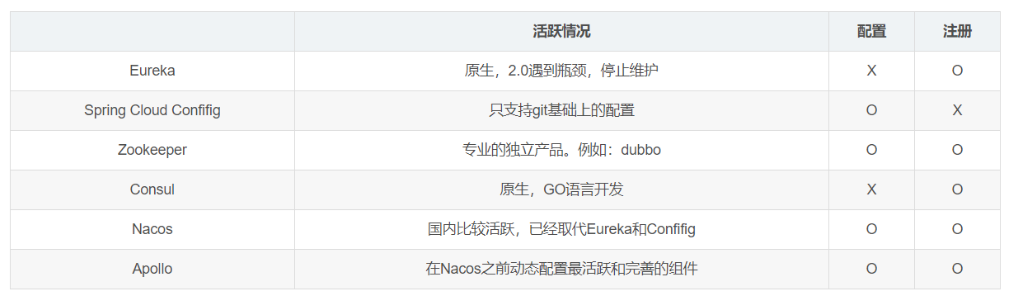 活跃情况 配置 注册
Eureka 原生，2.0遇到瓶颈，停止维护 X O
Spring Cloud Confifig 只支持git基础上的配置 O X
Zookeeper 专业的独立产品。例如：dubbo O O
Consul 原生，GO语言开发 X O
Nacos 国内比较活跃，已经取代Eureka和Confifig O O
Apollo 在Nacos之前动态配置最活跃和完善的组件 O O